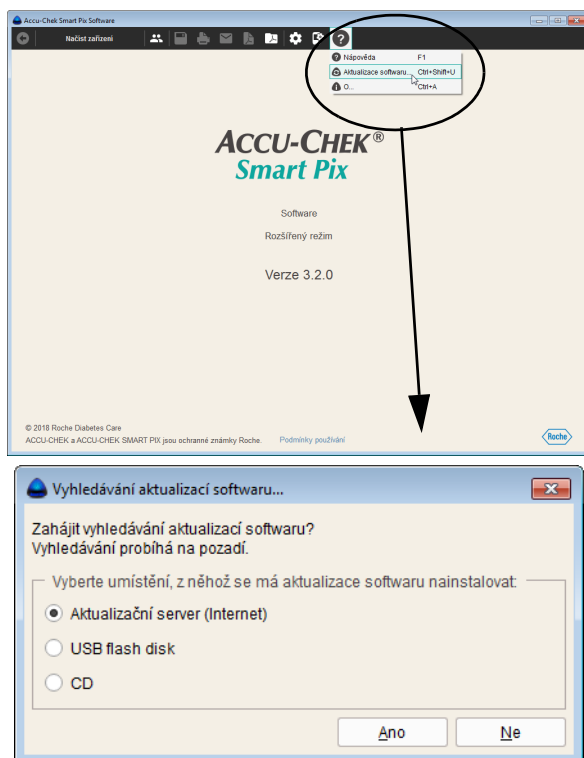 Accu-Chek Smart Pix Software
Načíst zařízení
Nápověda F1
Aktualizace softwaru... Ctrl+Shift+U
O... Ctrl+A
ACCU-CHEK®
Smart Pix
Software
Rozšířený režim
Verze 3.2.0
© 2018 Roche Diabetes Care
ACCU-CHEK a ACCU-CHEK SMART PIX jsou ochranné známky Roche. Podmínky používání
Roche
Vyhledávání aktualizací softwaru...
Zahájit vyhledávání aktualizací softwaru?
Vyhledávání probíhá na pozadí.
Vyberte umístění, z něhož se má aktualizace softwaru nainstalovat:
Aktualizační server (Internet)
USB flash disk
CD
Ano Ne